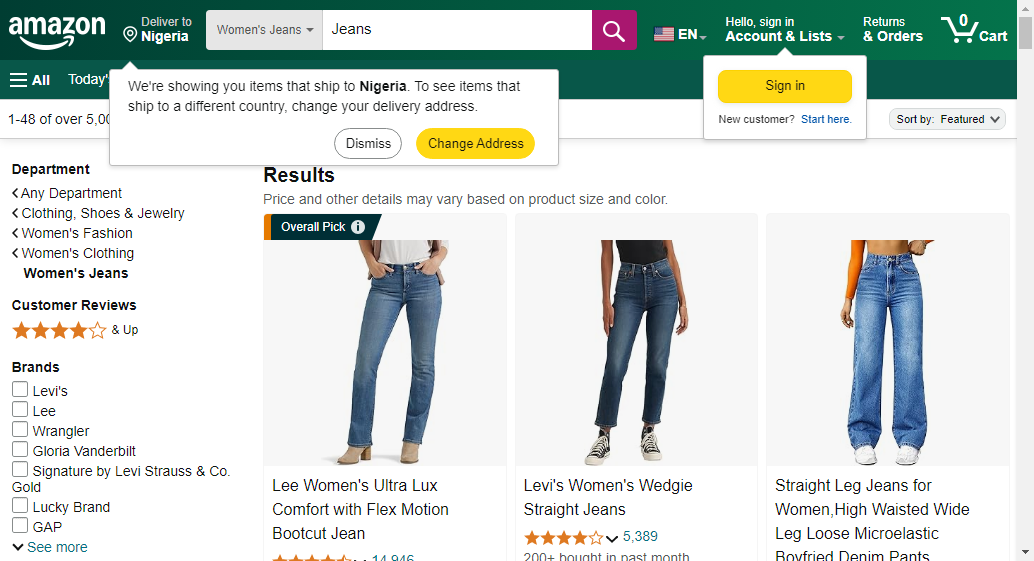 amazon
Deliver to
Nigeria
Women's Jeans
Jeans
EN
Hello, sign in
Account & Lists
Returns
& Orders
0
Cart
All
Today's
We're showing you items that ship to Nigeria. To see items that
ship to a different country, change your delivery address.
Dismiss
Change Address
Sign in
New customer? Start here.
1-48 of over 5,00
Sort by: Featured
Department
Any Department
Clothing, Shoes & Jewelry
Women's Fashion
Women's Clothing
Women's Jeans
Customer Reviews
& Up
Brands
Levi's
Lee
Wrangler
Gloria Vanderbilt
Signature by Levi Strauss & Co.
Gold
Lucky Brand
GAP
See more
Results
Price and other details may vary based on product size and color.
Overall Pick
Lee Women's Ultra Lux
Comfort with Flex Motion
Bootcut Jean
14,946
Levi's Women's Wedgie
Straight Jeans
5,389
200+ bought in past month
Straight Leg Jeans for
Women,High Waisted Wide
Leg Loose Microelastic
Boyfried Denim Pants